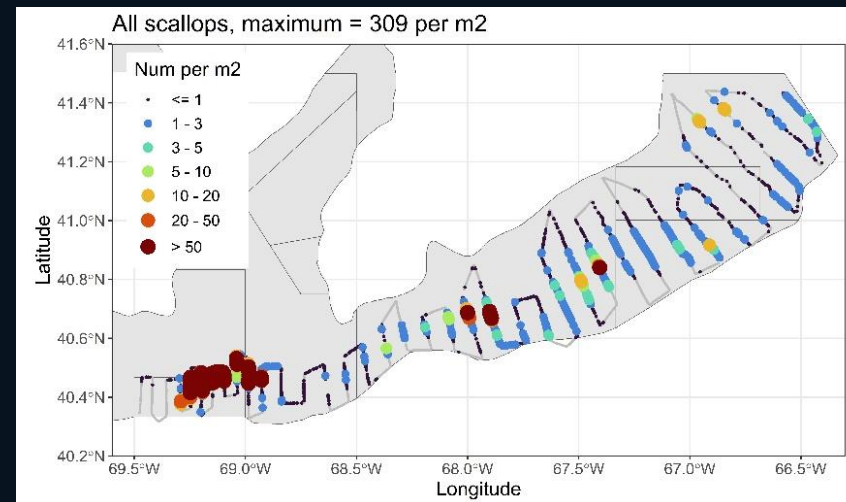 All scallops, maximum = 309 per m2
Num per m2
<= 1
1 - 3
3 - 5
5 - 10
10 - 20
20 - 50
> 50
41.6°N
41.4°N
41.2°N
41.0°N
40.8°N
40.6°N
40.4°N
40.2°N
Latitude
69.5°W 69.0°W 68.5°W 68.0°W 67.5°W 67.0°W 66.5°W
Longitude